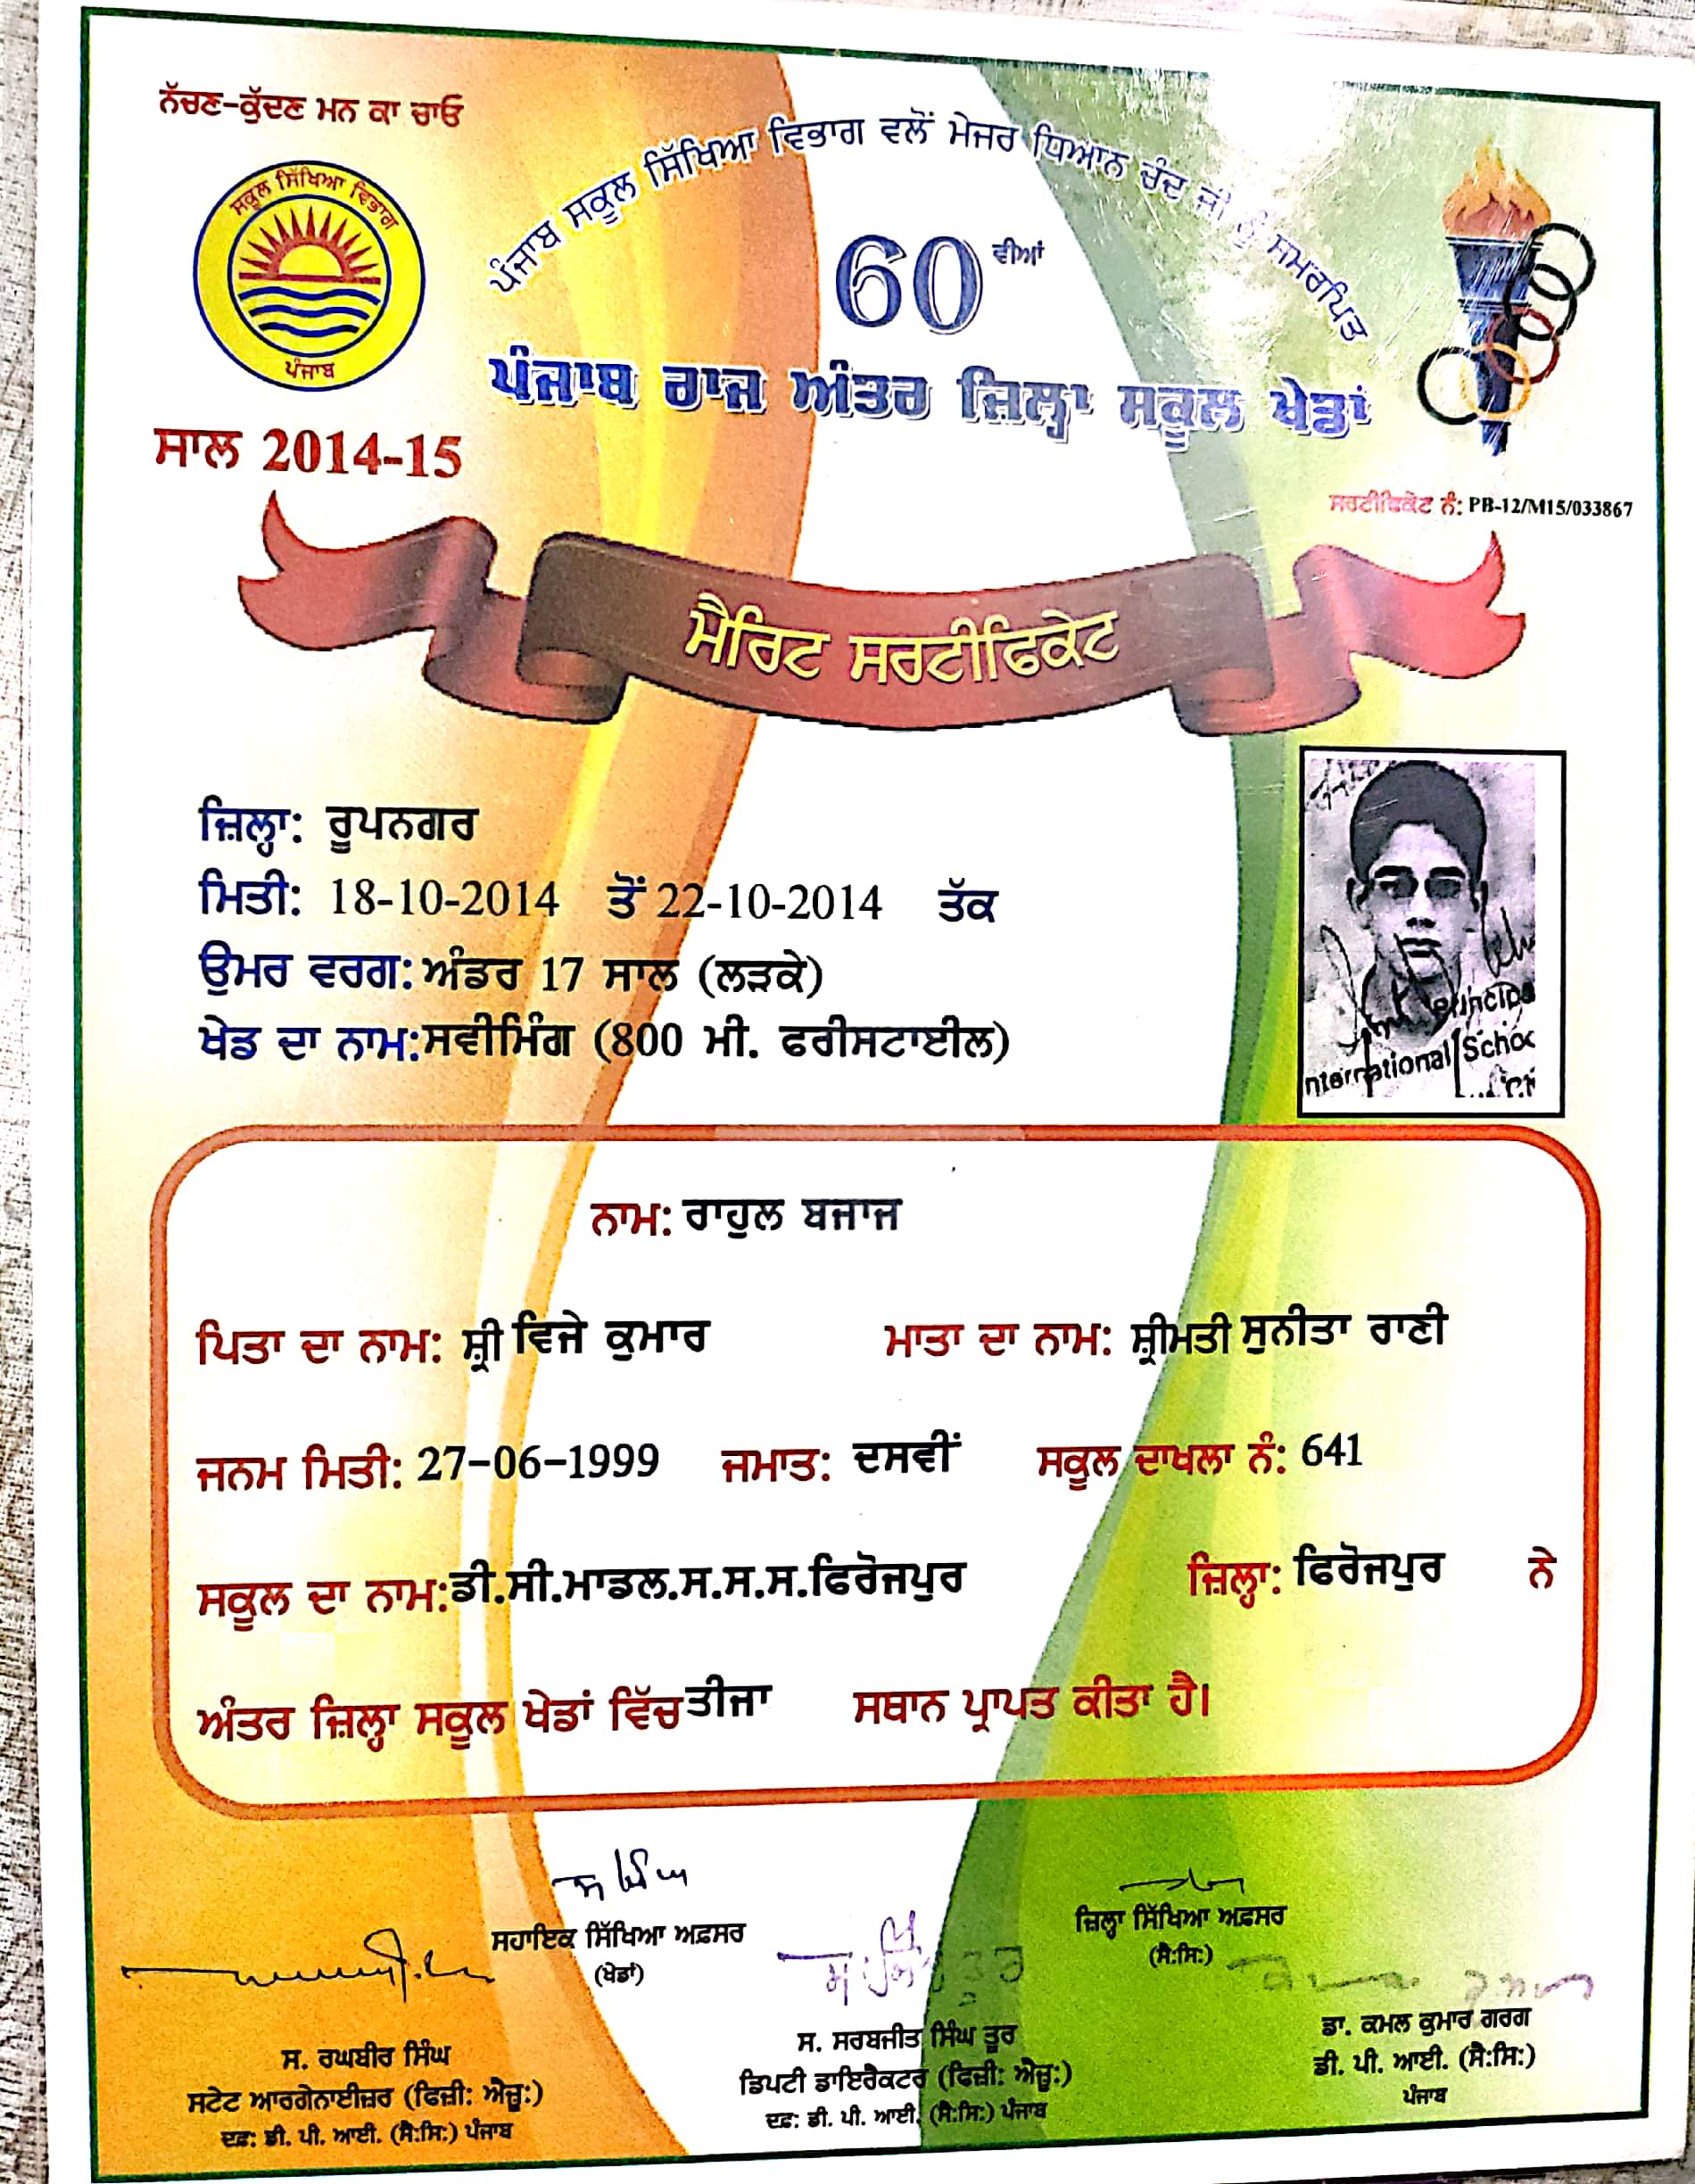 ਨੱਚਣ-ਕੁੱਦਣ ਮਨ ਕਾ ਚਾਓ
ਸਕੂਲ ਸਿੱਖਿਆ ਵਿਭਾਗ
ਪੰਜਾਬ
ਪੰਜਾਬ ਸਕੂਲ ਸਿੱਖਿਆ ਵਿਭਾਗ ਵਲੋਂ ਮੇਜਰ ਧਿਆਨ ਚੰਦ ਜੀ ਨੂੰ ਸਮਰਪਿਤ
60 ਵੀਆਂ
ਪੰਜਾਬ ਰਾਜ ਅੰਤਰ ਜ਼ਿਲ੍ਹਾ ਸਕੂਲ ਖੇਡਾਂ
ਸਾਲ 2014-15
ਸਰਟੀਫਿਕੇਟ ਨੰ: PB-12/M15/033867
ਮੈਰਿਟ ਸਰਟੀਫਿਕੇਟ
ਜ਼ਿਲ੍ਹਾ: ਰੂਪਨਗਰ
ਮਿਤੀ: 18-10-2014 ਤੋਂ 22-10-2014 ਤੱਕ
ਉਮਰ ਵਰਗ: ਅੰਡਰ 17 ਸਾਲ (ਲੜਕੇ)
ਖੇਡ ਦਾ ਨਾਮ: ਸਵੀਮਿੰਗ (800 ਮੀ. ਫਰੀਸਟਾਈਲ)
nternational Schoo
ਨਾਮ: ਰਾਹੁਲ ਬਜਾਜ
ਪਿਤਾ ਦਾ ਨਾਮ: ਸ਼੍ਰੀ ਵਿਜੇ ਕੁਮਾਰ ਮਾਤਾ ਦਾ ਨਾਮ: ਸ਼੍ਰੀਮਤੀ ਸੁਨੀਤਾ ਰਾਣੀ
ਜਨਮ ਮਿਤੀ: 27-06-1999 ਜਮਾਤ: ਦਸਵੀਂ ਸਕੂਲ ਦਾਖਲਾ ਨੰ: 641
ਸਕੂਲ ਦਾ ਨਾਮ: ਡੀ.ਸੀ.ਮਾਡਲ.ਸ.ਸ.ਸ.ਫਿਰੋਜਪੁਰ ਜ਼ਿਲ੍ਹਾ: ਫਿਰੋਜਪੁਰ ਨੇ
ਅੰਤਰ ਜ਼ਿਲ੍ਹਾ ਸਕੂਲ ਖੇਡਾਂ ਵਿੱਚ ਤੀਜਾ ਸਥਾਨ ਪ੍ਰਾਪਤ ਕੀਤਾ ਹੈ।
ਸਹਾਇਕ ਸਿੱਖਿਆ ਅਫ਼ਸਰ
(ਖੇਡਾਂ)
ਜ਼ਿਲ੍ਹਾ ਸਿੱਖਿਆ ਅਫ਼ਸਰ
(ਸੈ:ਸਿ:)
ਸ. ਰਘਬੀਰ ਸਿੰਘ
ਸਟੇਟ ਆਰਗੇਨਾਈਜ਼ਰ (ਫਿਜ਼ੀ: ਐਜੂ:)
ਦਫ਼: ਡੀ. ਪੀ. ਆਈ. (ਸੈ:ਸਿ:) ਪੰਜਾਬ
ਸ. ਸਰਬਜੀਤ ਸਿੰਘ ਤੂਰ
ਡਿਪਟੀ ਡਾਇਰੈਕਟਰ (ਫਿਜ਼ੀ: ਐਜੂ:)
ਦਫ਼: ਡੀ. ਪੀ. ਆਈ. (ਸੈ:ਸਿ:) ਪੰਜਾਬ
ਡਾ. ਕਮਲ ਕੁਮਾਰ ਗਰਗ
ਡੀ. ਪੀ. ਆਈ. (ਸੈ:ਸਿ:)
ਪੰਜਾਬ